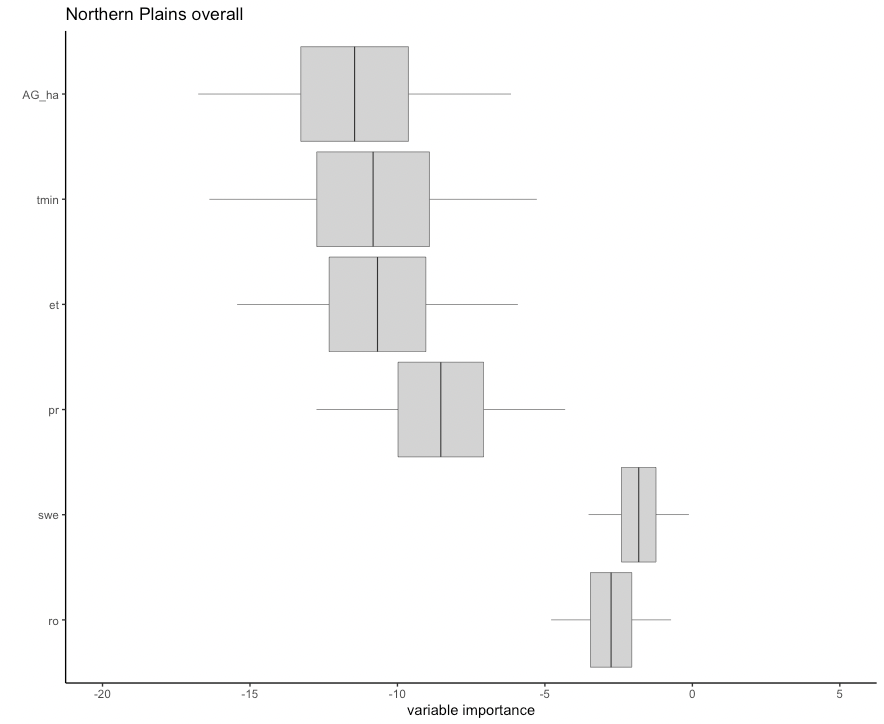 Northern Plains overall
AG_ha
tmin
et
pr
swe
ro
-20 -15 -10 -5 0 5
variable importance